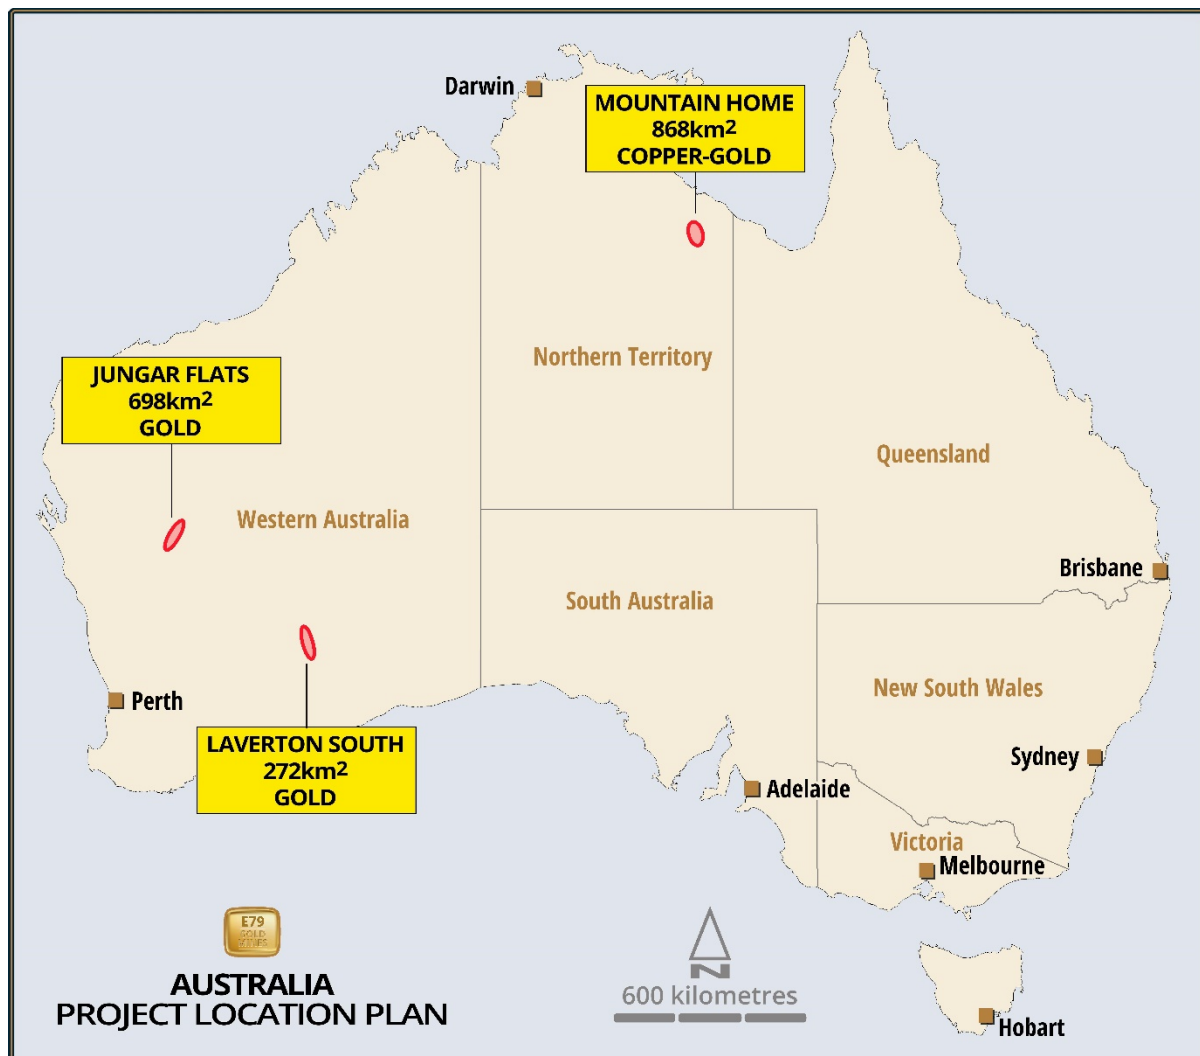 Darwin
MOUNTAIN HOME
868km²
COPPER-GOLD
JUNGAR FLATS
698km²
GOLD
Northern Territory
Queensland
Western Australia
Brisbane
South Australia
New South Wales
Perth
LAVERTON SOUTH
272km²
GOLD
Sydney
Adelaide
Victoria
Melbourne
E79
GOLD
MINES
AUSTRALIA
PROJECT LOCATION PLAN
N
600 kilometres
Hobart